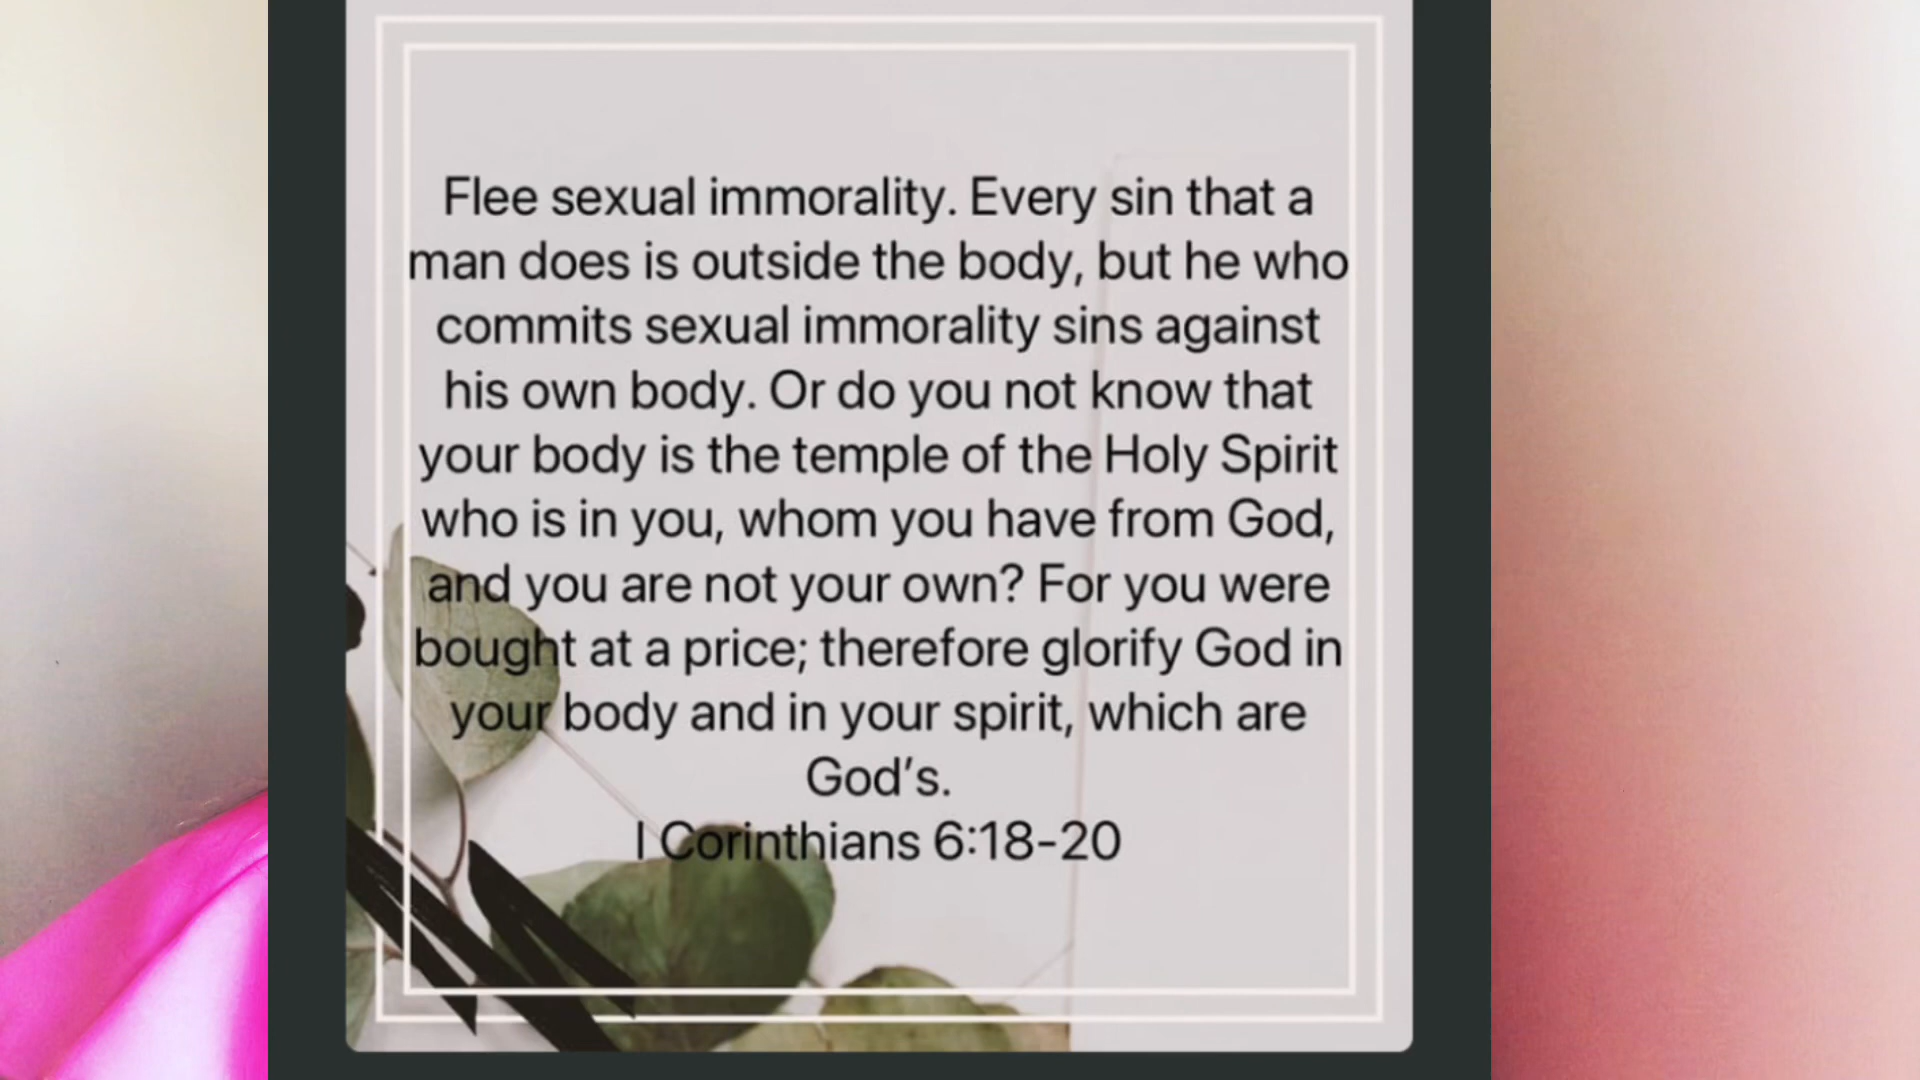 Flee sexual immorality. Every sin that a
man does is outside the body, but he who
commits sexual immorality sins against
his own body. Or do you not know that
your body is the temple of the Holy Spirit
who is in you, whom you have from God,
and you are not your own? For you were
bought at a price; therefore glorify God in
your body and in your spirit, which are
God’s.
I Corinthians 6:18-20